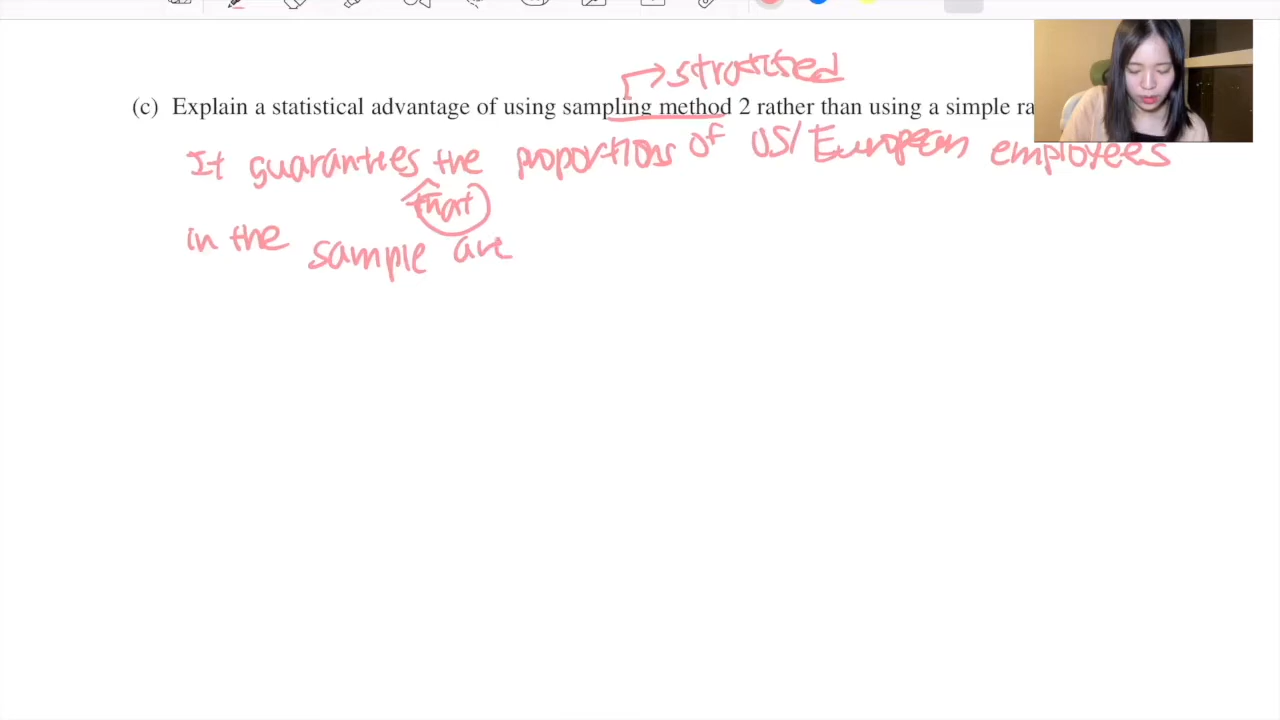 stratified
(c) Explain a statistical advantage of using sampling method 2 rather than using a simple ra
It guaranties the proportions of US/European employees
that
in the sample are